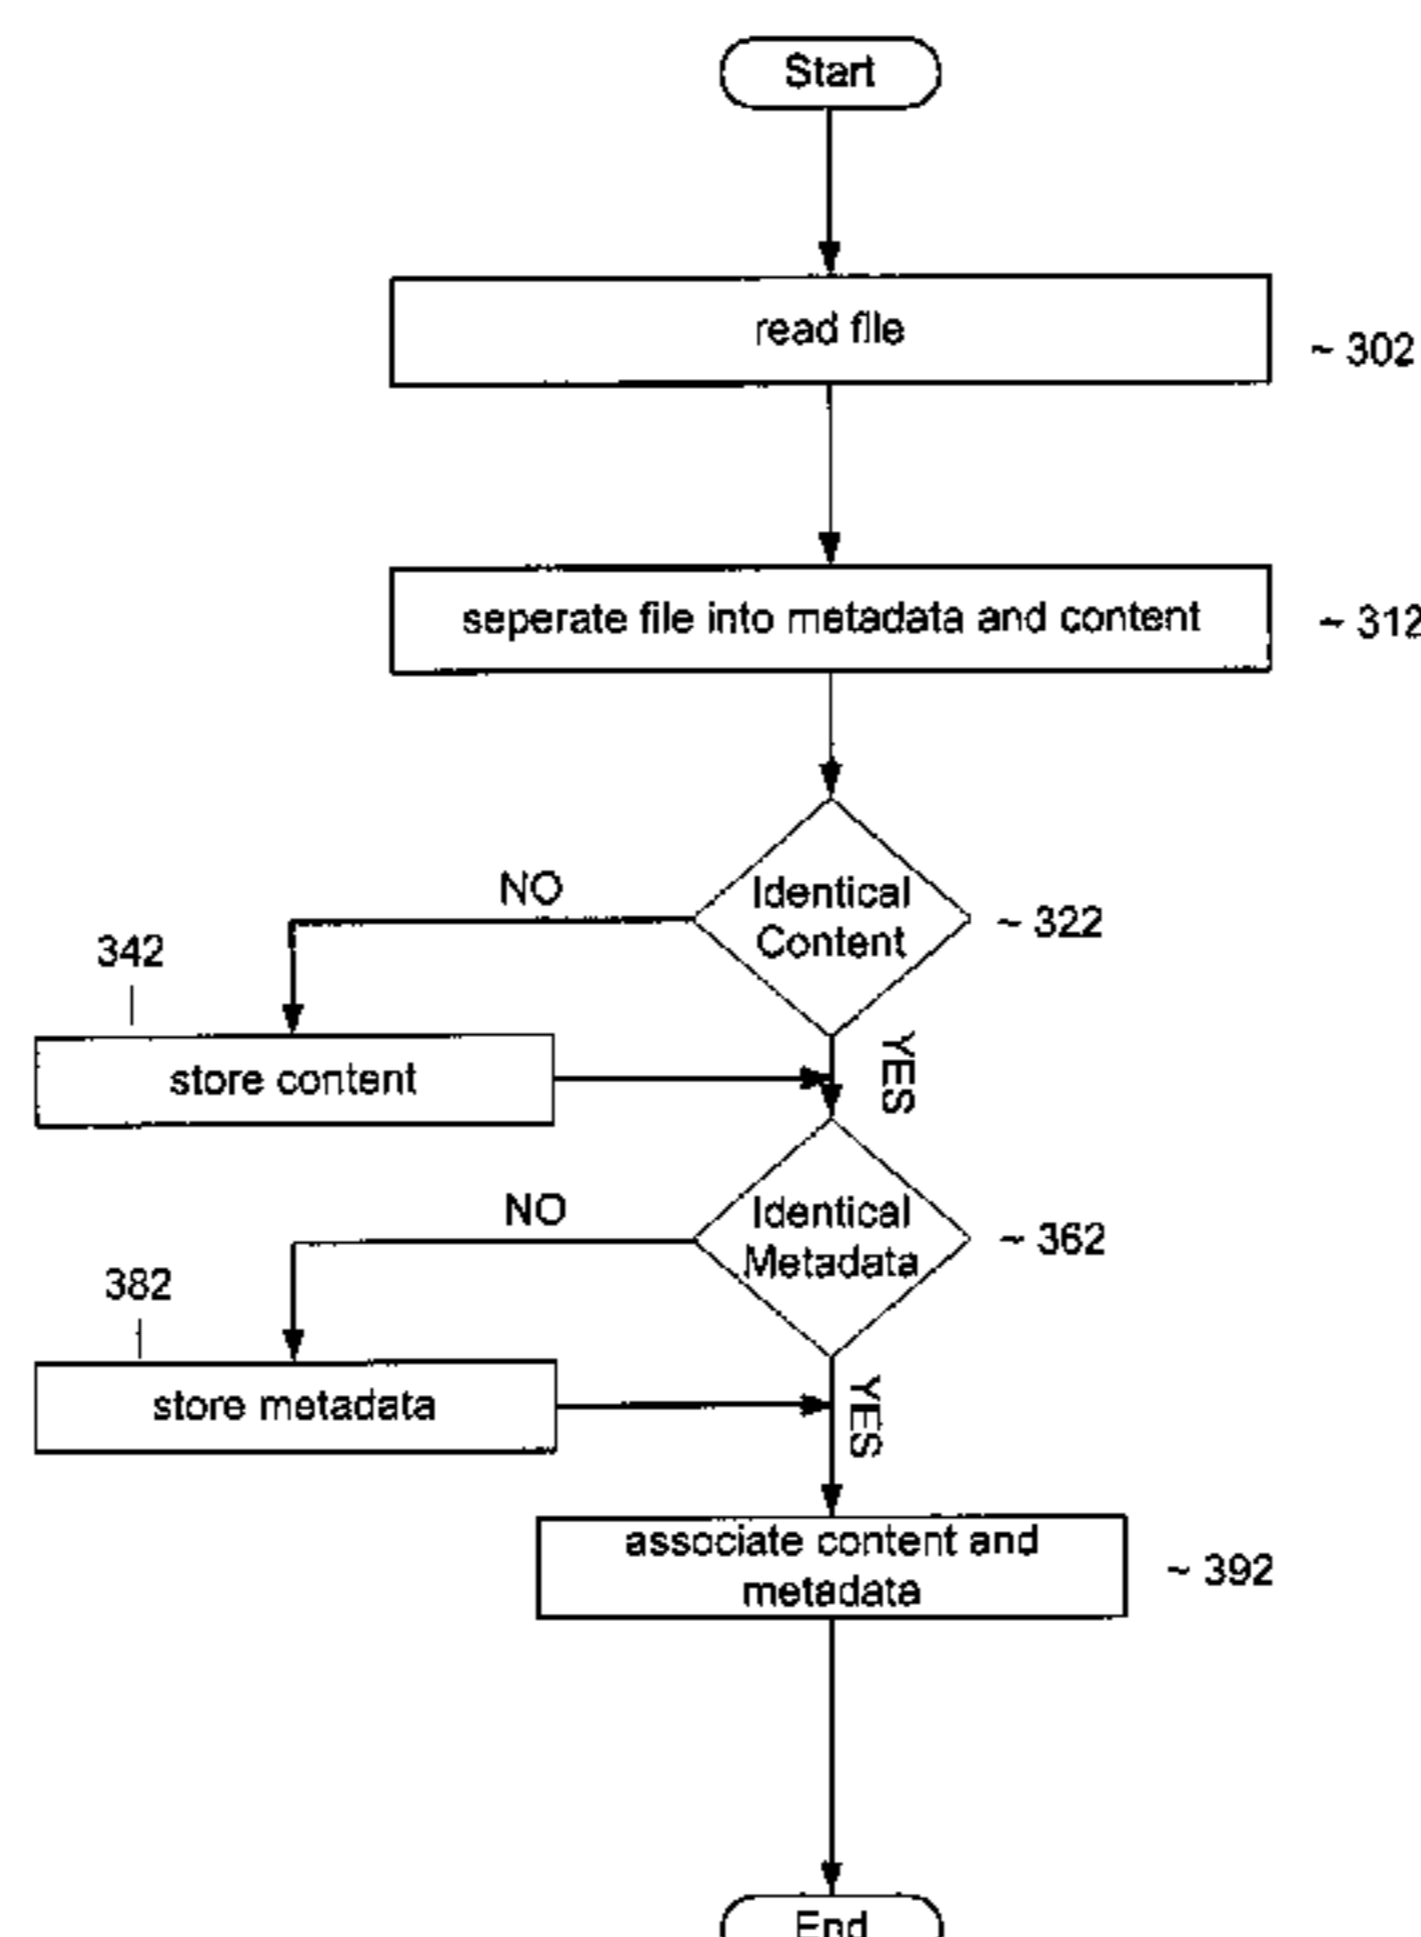 Start
read file
~ 302
seperate file into metadata and content
~ 312
NO
Identical
Content
~ 322
342
YES
store content
NO
Identical
Metadata
~ 362
382
YES
store metadata
associate content and
metadata
~ 392
End